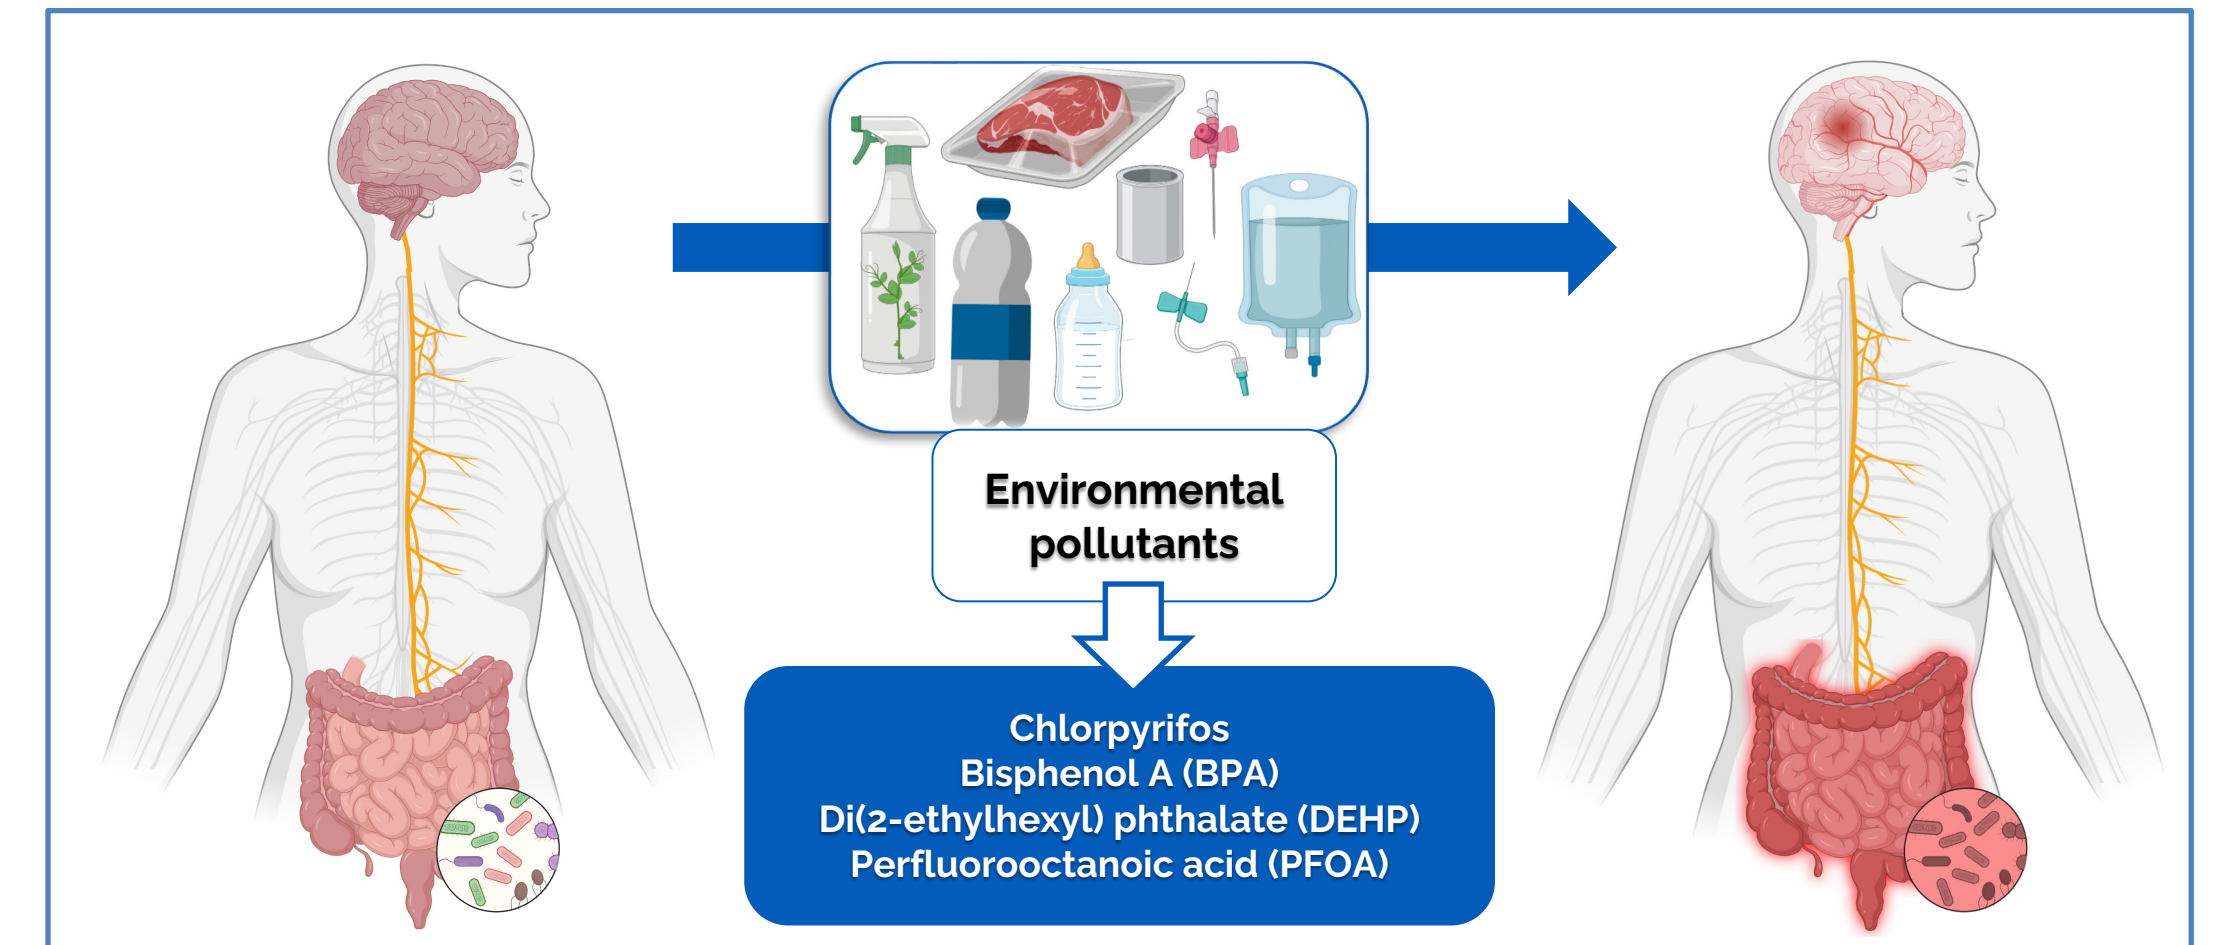 Environmental
pollutants
Chlorpyrifos
Bisphenol A (BPA)
Di(2-ethylhexyl) phthalate (DEHP)
Perfluorooctanoic acid (PFOA)